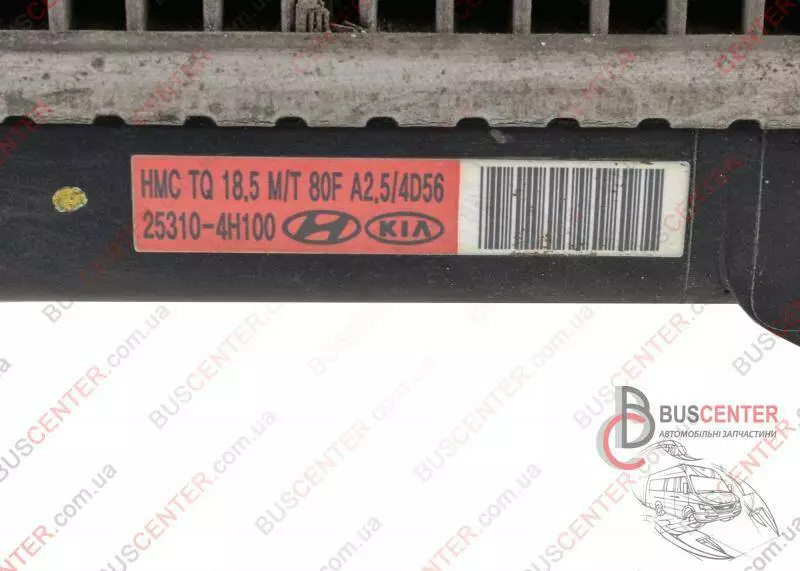 HMC TQ 18.5 M/T 80F A2.5/4D56
25310-4H100 KIA
BUSCENTER
АВТОМОБІЛЬНІ ЗАПЧАСТИНИ
BUSCENTER.com.ua